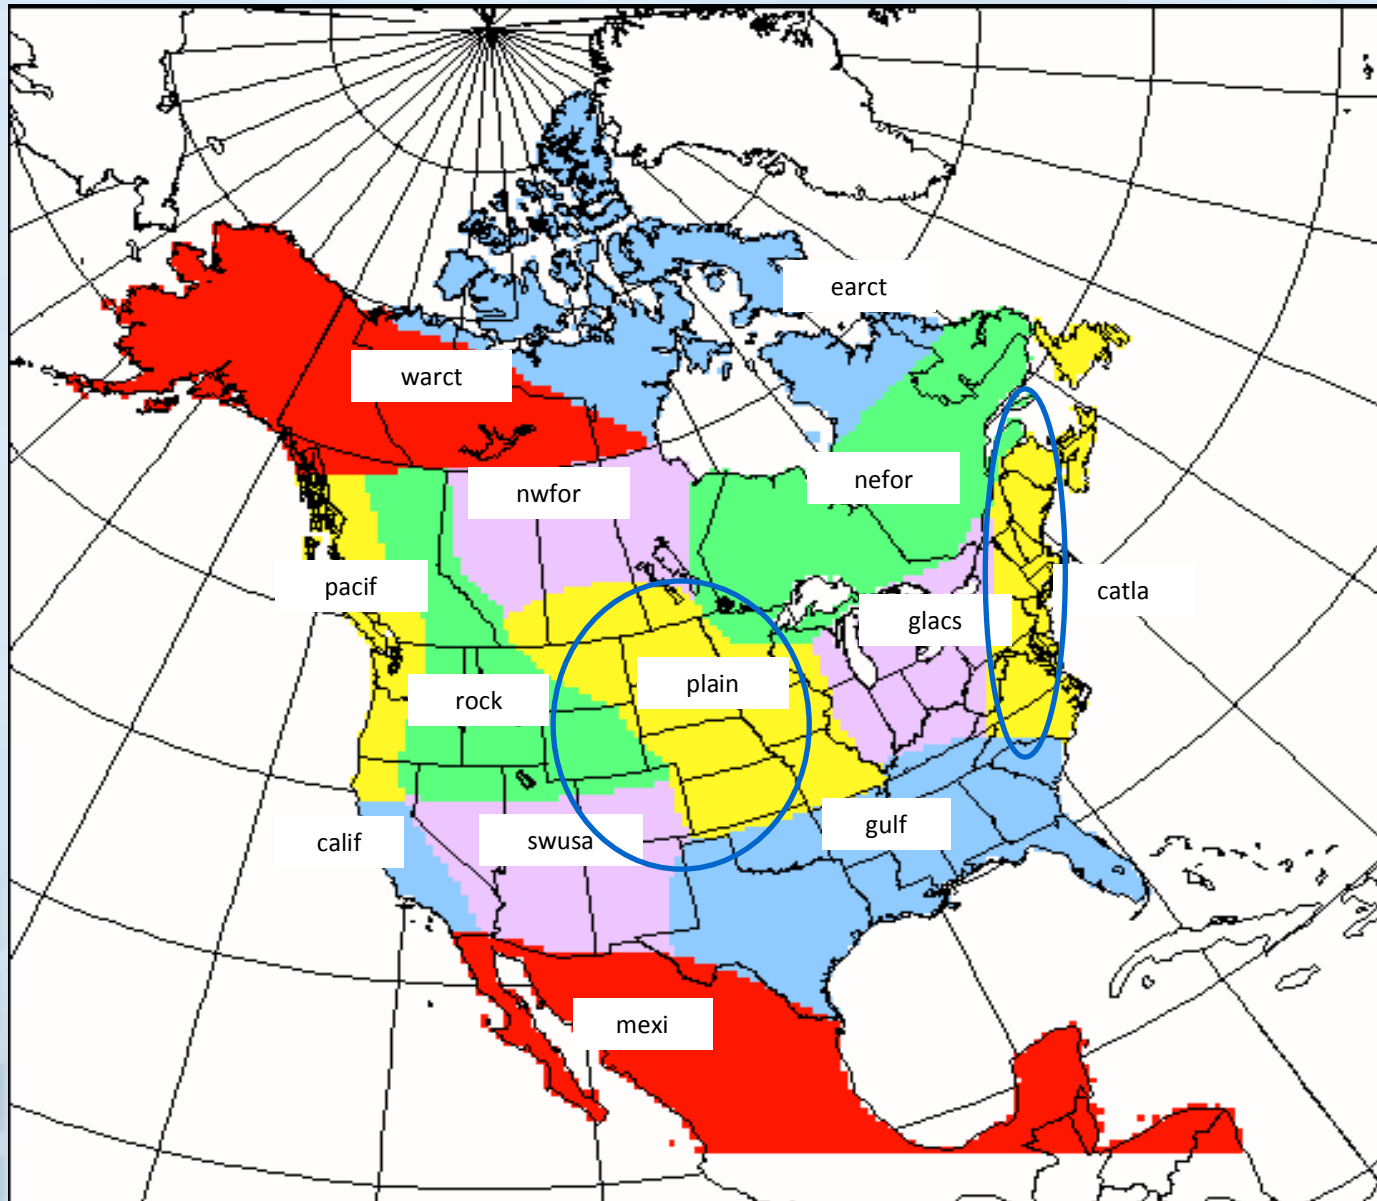 earct
warct
nefor
nwfor
pacif
catla
glacs
plain
rock
gulf
calif
swusa
mexi